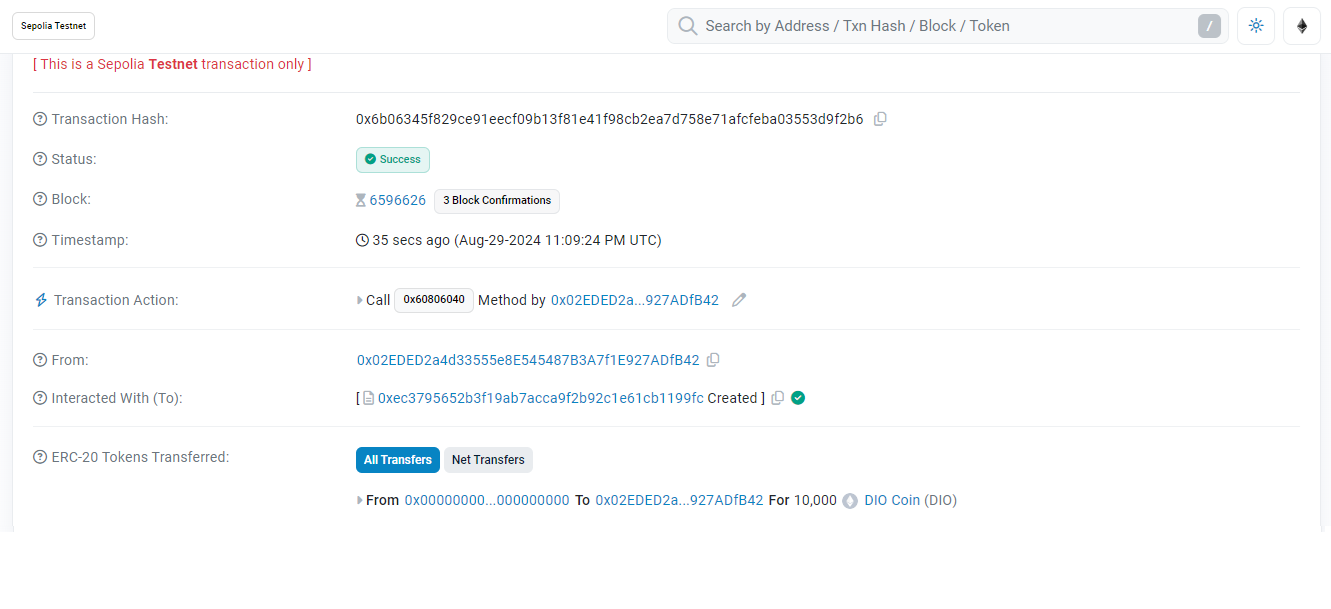 Sepolia Testnet
Search by Address / Txn Hash / Block / Token
/
[ This is a Sepolia Testnet transaction only ]
Transaction Hash: 0x6b06345f829ce91eecf09b13f81e41f98cb2ea7d758e71afcfeba03553d9f2b6
Status: Success
Block: 6596626 3 Block Confirmations
Timestamp: 35 secs ago (Aug-29-2024 11:09:24 PM UTC)
Transaction Action: Call 0x60806040 Method by 0x02EDED2a...927ADfB42
From: 0x02EDED2a4d33555e8E545487B3A7f1E927ADfB42
Interacted With (To): [ 0xec3795652b3f19ab7acca9f2b92c1e61cb1199fc Created ]
ERC-20 Tokens Transferred: All Transfers Net Transfers
From 0x00000000...000000000 To 0x02EDED2a...927ADfB42 For 10,000 DIO Coin (DIO)